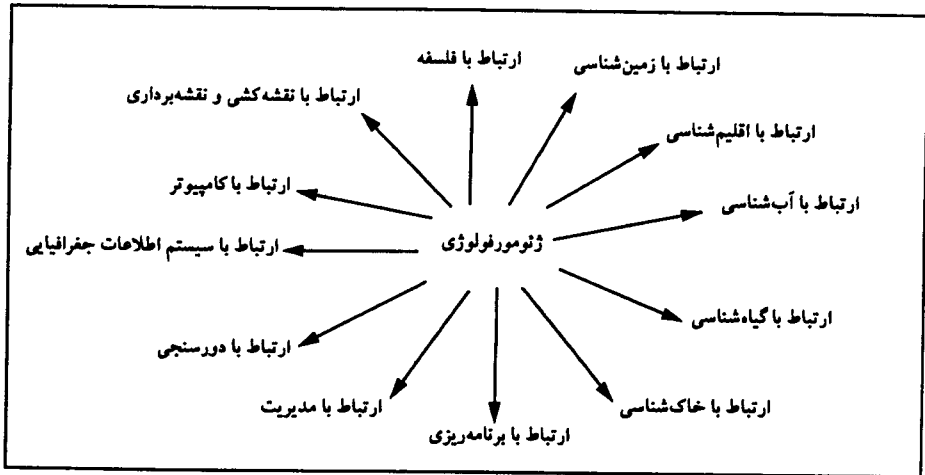 ارتباط با فلسفه
ارتباط با زمین‌شناسی
ارتباط با نقشه‌کشی و نقشه‌برداری
ارتباط با اقلیم‌شناسی
ارتباط با کامپیوتر
ارتباط با آب‌شناسی
ژئومورفولوژی
ارتباط با سیستم اطلاعات جغرافیایی
ارتباط با گیاه‌شناسی
ارتباط با دورسنجی
ارتباط با مدیریت
ارتباط با خاک‌شناسی
ارتباط با برنامه‌ریزی